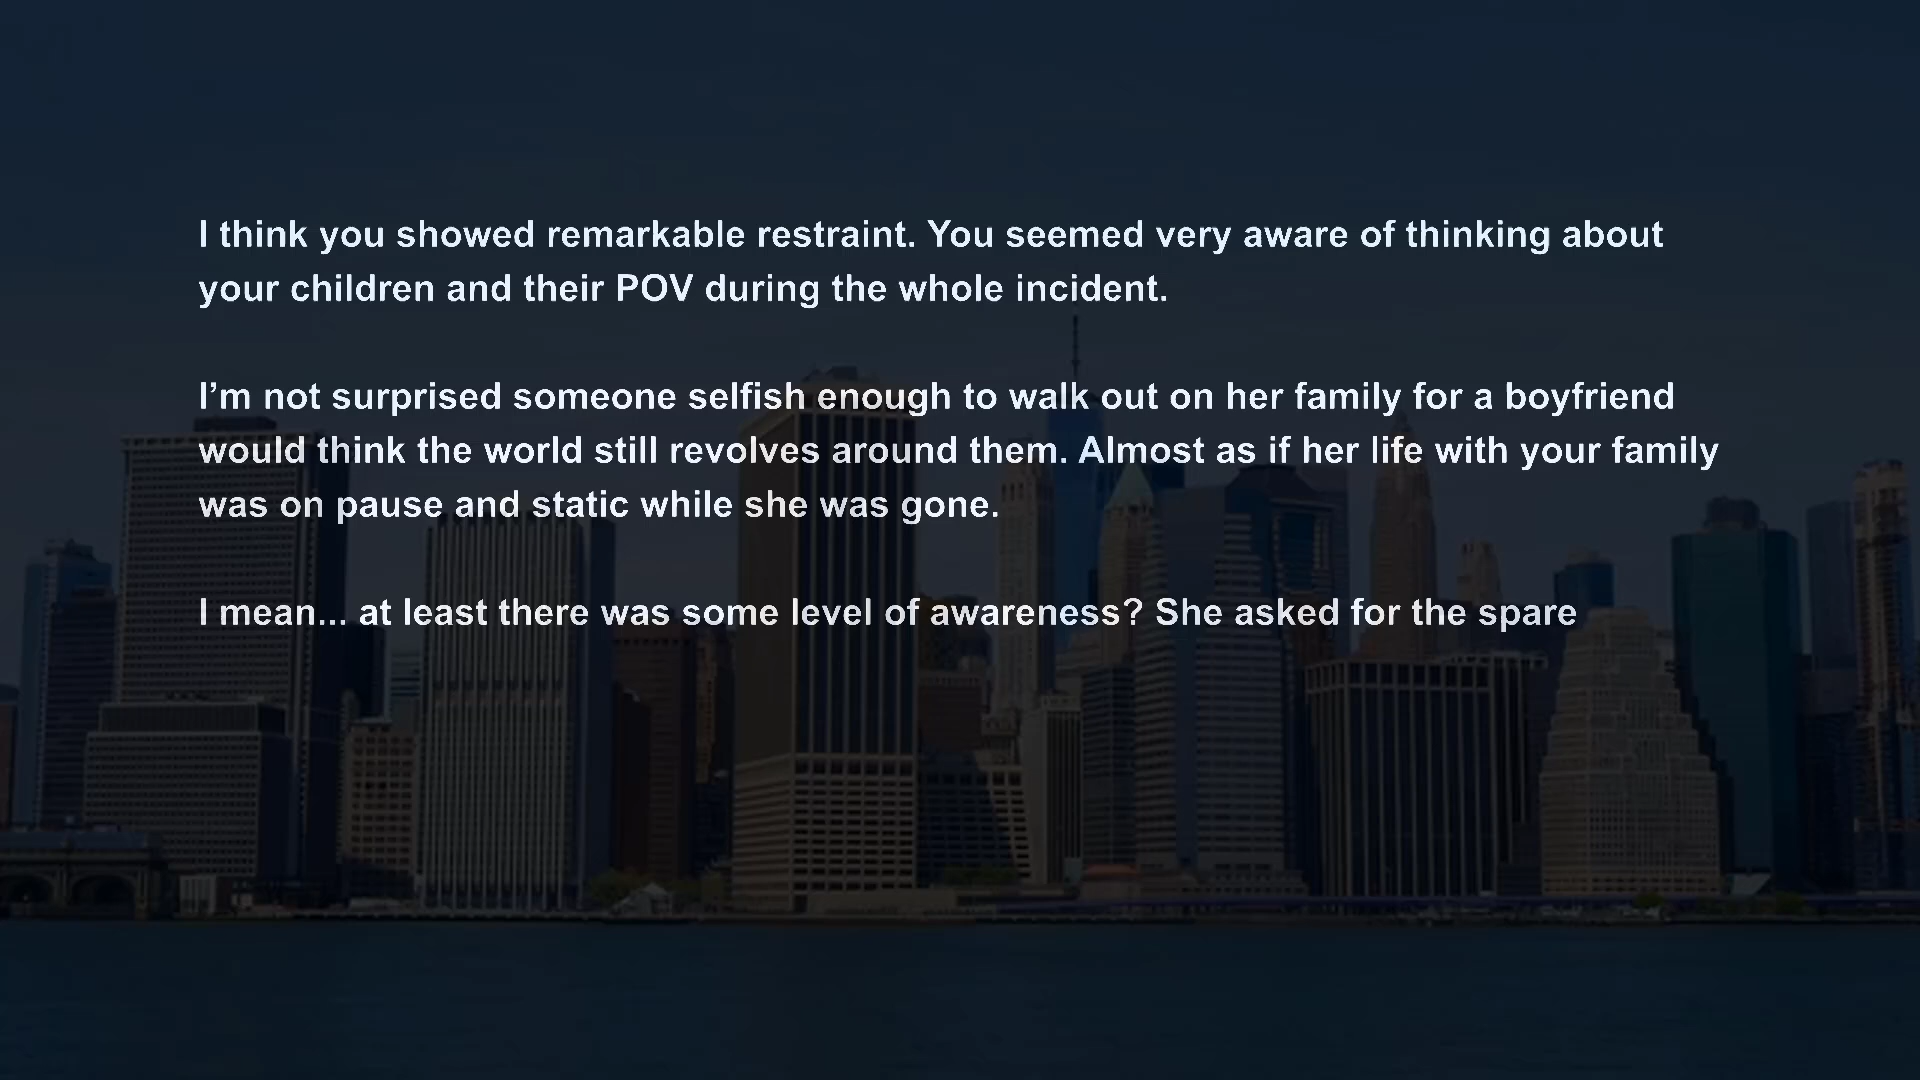 I think you showed remarkable restraint. You seemed very aware of thinking about
your children and their POV during the whole incident.
I’m not surprised someone selfish enough to walk out on her family for a boyfriend
would think the world still revolves around them. Almost as if her life with your family
was on pause and static while she was gone.
I mean... at least there was some level of awareness? She asked for the spare